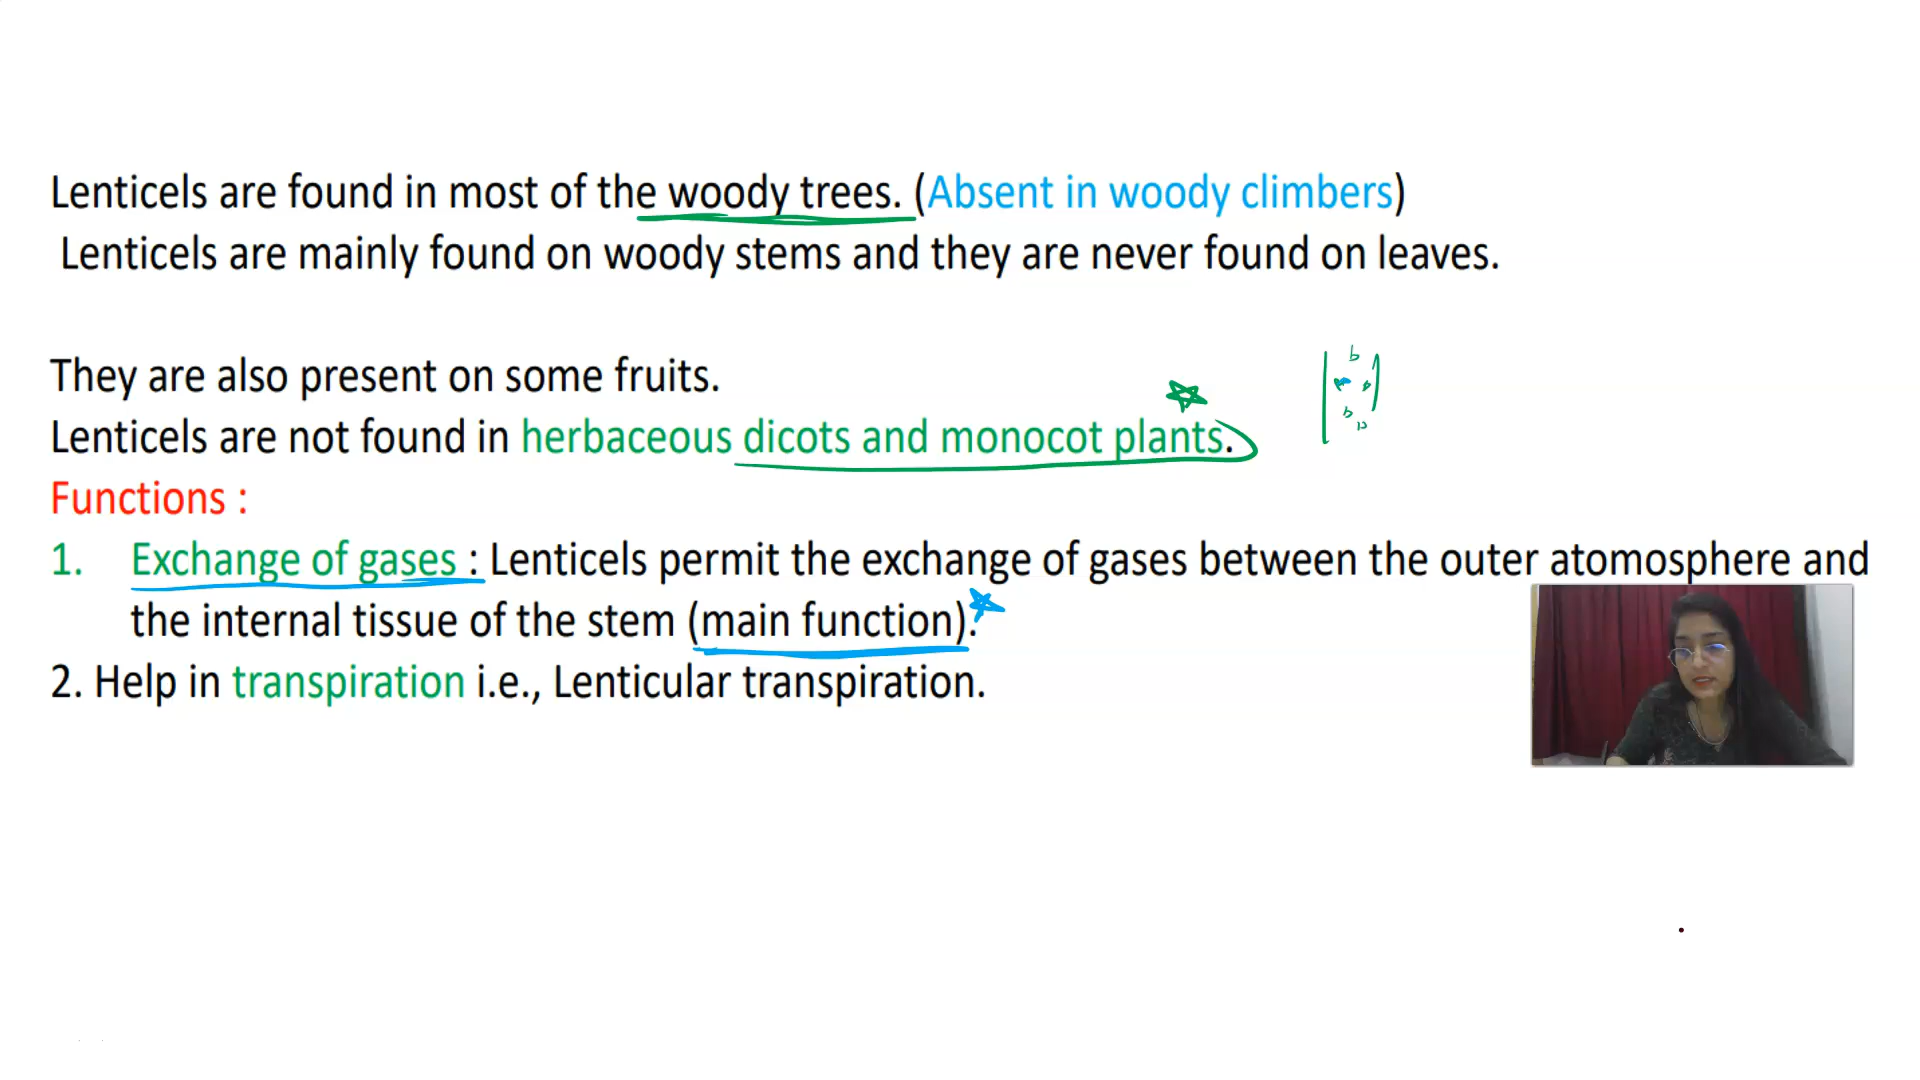 Lenticels are found in most of the woody trees. (Absent in woody climbers)
Lenticels are mainly found on woody stems and they are never found on leaves.
They are also present on some fruits.
Lenticels are not found in herbaceous dicots and monocot plants.
Functions :
1. Exchange of gases : Lenticels permit the exchange of gases between the outer atomosphere and
the internal tissue of the stem (main function).
2. Help in transpiration i.e., Lenticular transpiration.